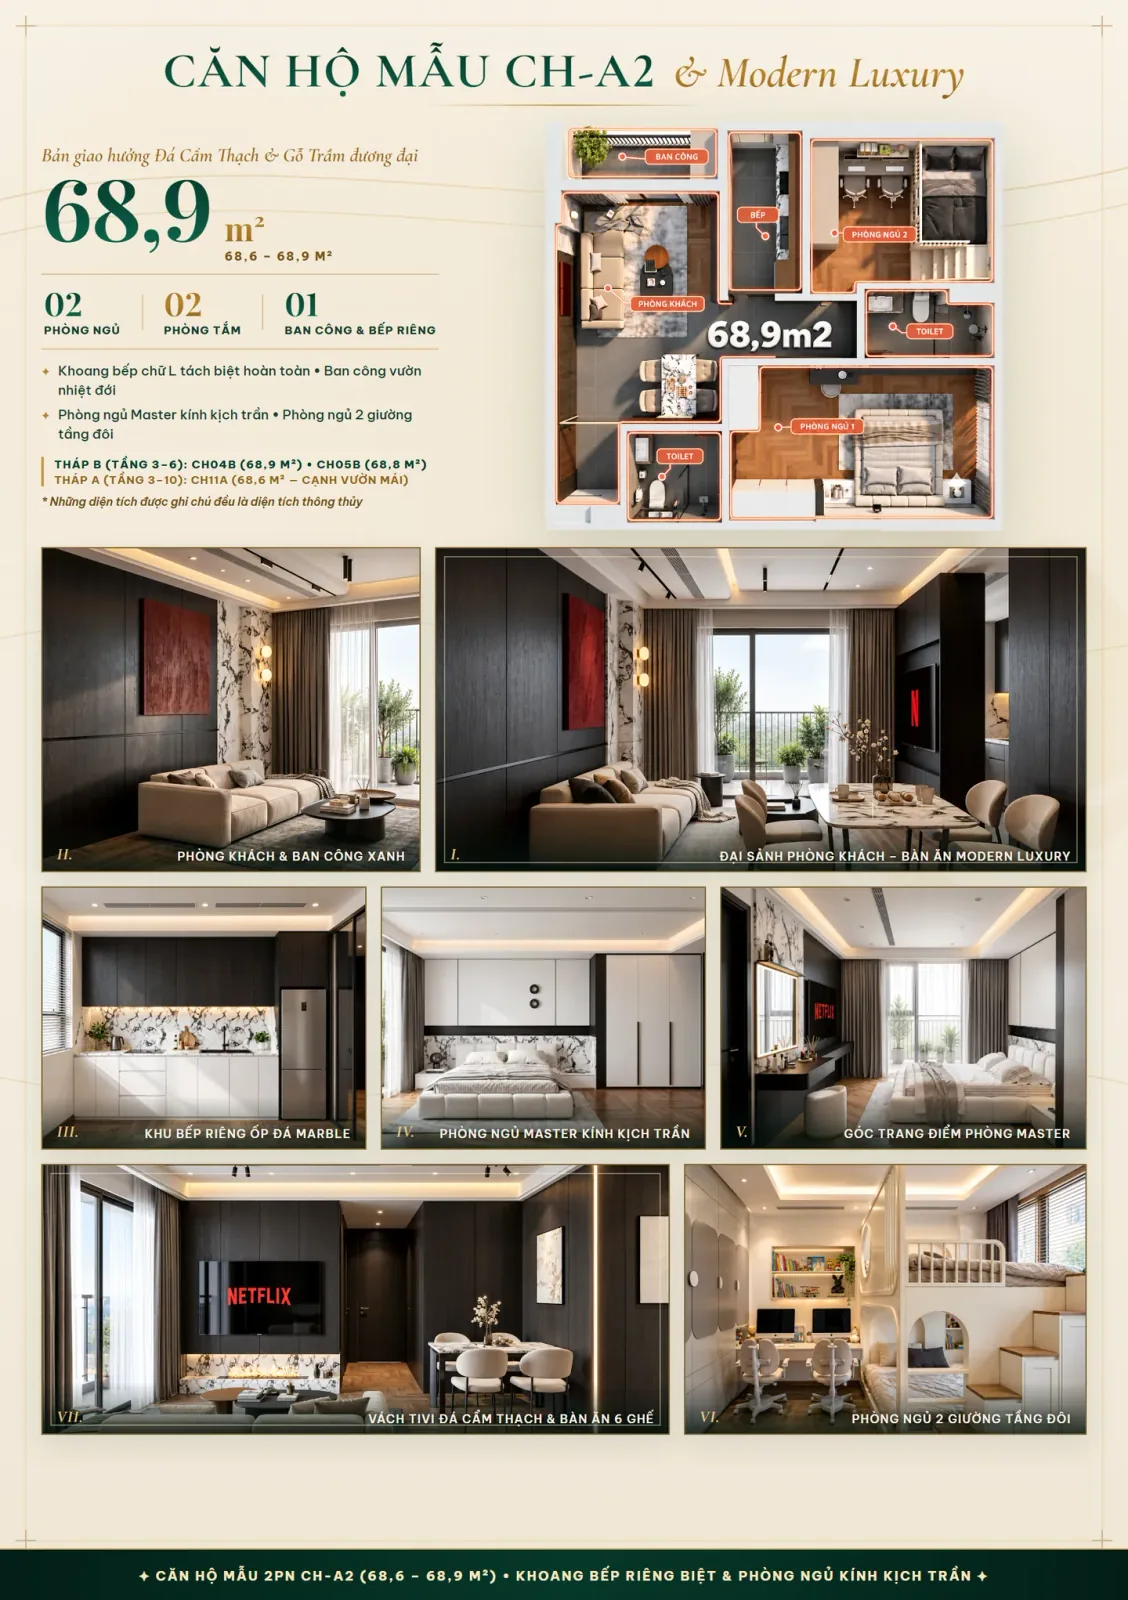 CĂN HỘ MẪU CH-A2 & Modern Luxury
Bản giao hưởng Đá Cẩm Thạch & Gỗ Trầm đương đại
68,9 m²
68,6 – 68,9 M²
02
PHÒNG NGỦ
02
PHÒNG TẮM
01
BAN CÔNG & BẾP RIÊNG
✦ Khoang bếp chữ L tách biệt hoàn toàn • Ban công vườn
nhiệt đới
✦ Phòng ngủ Master kính kịch trần • Phòng ngủ 2 giường
tầng đôi
THÁP B (TẦNG 3–6): CH04B (68,9 M²) • CH05B (68,8 M²)
THÁP A (TẦNG 3–10): CH11A (68,6 M² — CẠNH VƯỜN MÁI)
* Những diện tích được ghi chú đều là diện tích thông thủy
BAN CÔNG
BẾP
PHÒNG NGỦ 2
PHÒNG KHÁCH
68,9m2
TOILET
PHÒNG NGỦ 1
TOILET
II.
PHÒNG KHÁCH & BAN CÔNG XANH
N
I.
ĐẠI SẢNH PHÒNG KHÁCH – BÀN ĂN MODERN LUXURY
III.
KHU BẾP RIÊNG ỐP ĐÁ MARBLE
IV.
PHÒNG NGỦ MASTER KÍNH KỊCH TRẦN
NETFLIX
V.
GÓC TRANG ĐIỂM PHÒNG MASTER
NETFLIX
VII.
VÁCH TIVI ĐÁ CẨM THẠCH & BÀN ĂN 6 GHẾ
VI.
PHÒNG NGỦ 2 GIƯỜNG TẦNG ĐÔI
✦ CĂN HỘ MẪU 2PN CH-A2 (68,6 – 68,9 M²) • KHOANG BẾP RIÊNG BIỆT & PHÒNG NGỦ KÍNH KỊCH TRẦN ✦